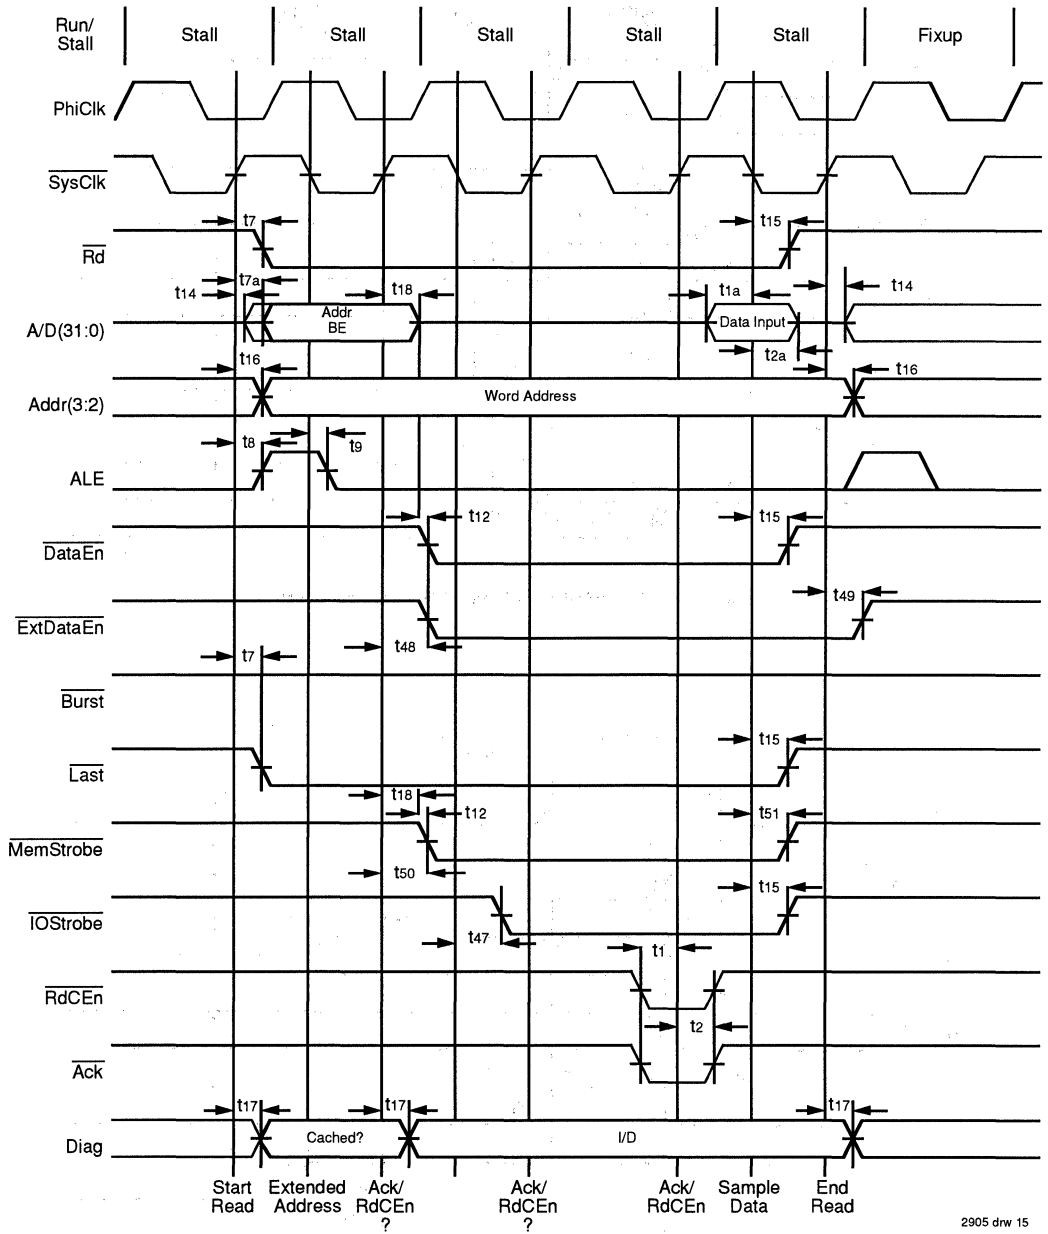 Run/
Stall
Stall
Stall
Stall
Stall
Stall
Fixup
PhiClk
SysClk
t7
t15
Rd
t7a
t14
t18
t1a
t14
A/D(31:0)
Addr
BE
Data Input
t16
t2a
t16
Addr(3:2)
Word Address
t8
t9
ALE
t12
t15
DataEn
t49
ExtDataEn
t48
t7
Burst
t15
Last
t18
t12
t51
MemStrobe
t50
t15
IOStrobe
t47
t1
RdCEn
t2
Ack
t17
t17
t17
Diag
Cached?
I/D
Start
Read
Extended
Address
Ack/
RdCEn
?
Ack/
RdCEn
?
Ack/
RdCEn
Sample
Data
End
Read
2905 drw 15